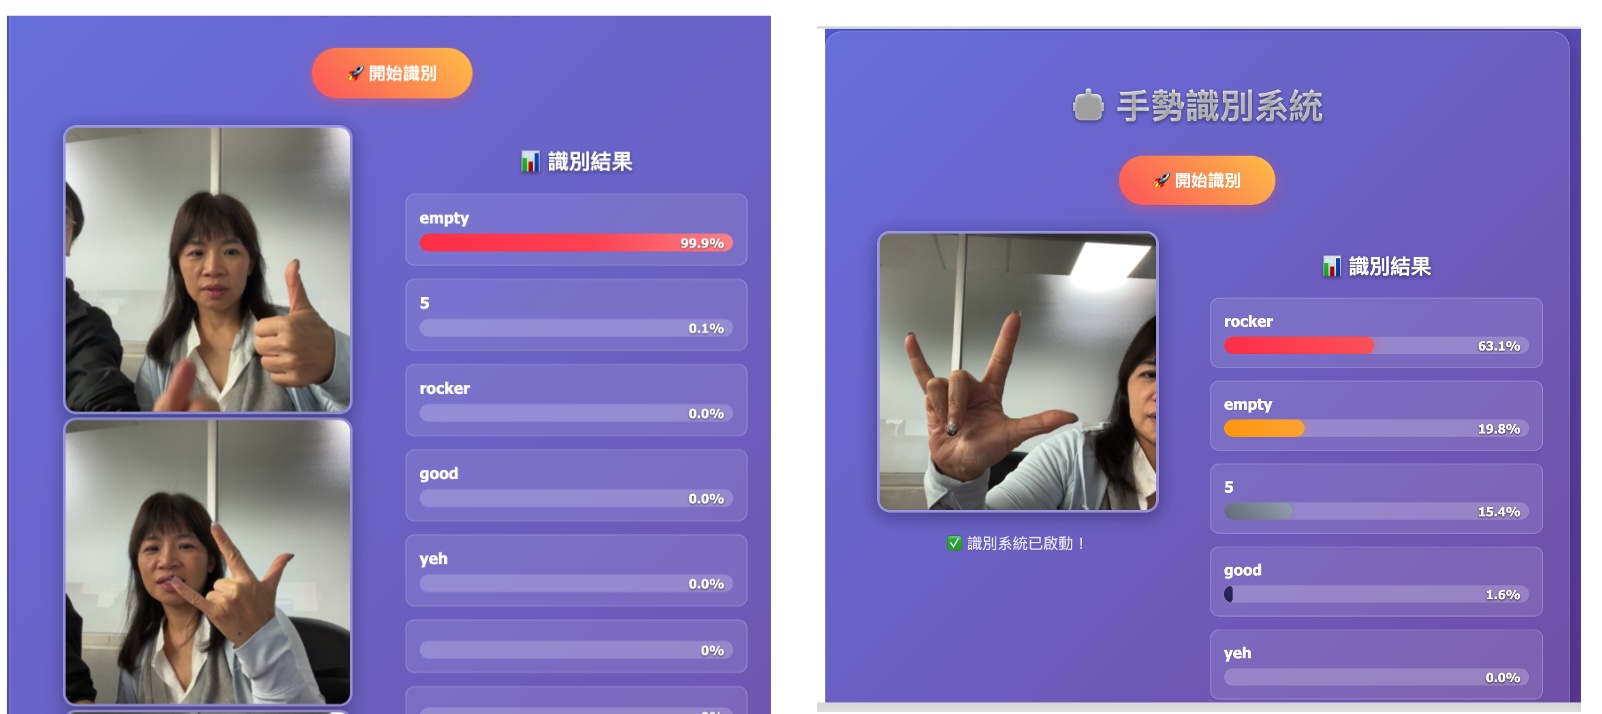 🚀 開始識別
📊 識別結果
empty
99.9%
5
0.1%
rocker
0.0%
good
0.0%
yeh
0.0%
0%
手勢識別系統
🚀 開始識別
✅ 識別系統已啟動！
📊 識別結果
rocker
63.1%
empty
19.8%
5
15.4%
good
1.6%
yeh
0.0%